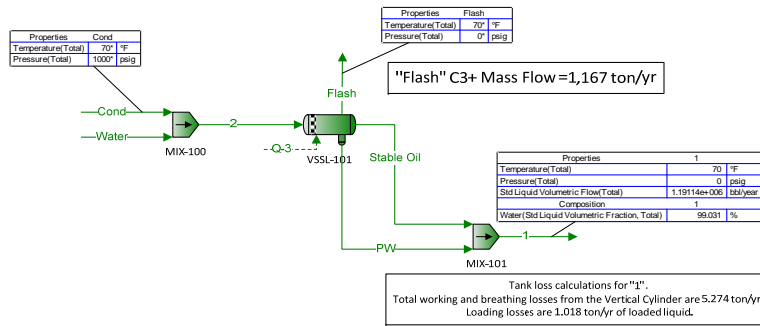 Properties Flash
Temperature(Total) 70* °F
Pressure(Total) 0* psig
Properties Cond
Temperature(Total) 70* °F
Pressure(Total) 1000* psig
"Flash" C3+ Mass Flow =1,167 ton/yr
Flash
Cond
Water
MIX-100
2
Q-3
VSSL-101
Stable Oil
Properties 1
Temperature(Total) 70 °F
Pressure(Total) 0 psig
Std Liquid Volumetric Flow(Total) 1.19114e+006 bbl/year
Composition 1
Water(Std Liquid Volumetric Fraction, Total) 99.031 %
PW
1
MIX-101
Tank loss calculations for "1".
Total working and breathing losses from the Vertical Cylinder are 5.274 ton/yr
Loading losses are 1.018 ton/yr of loaded liquid.